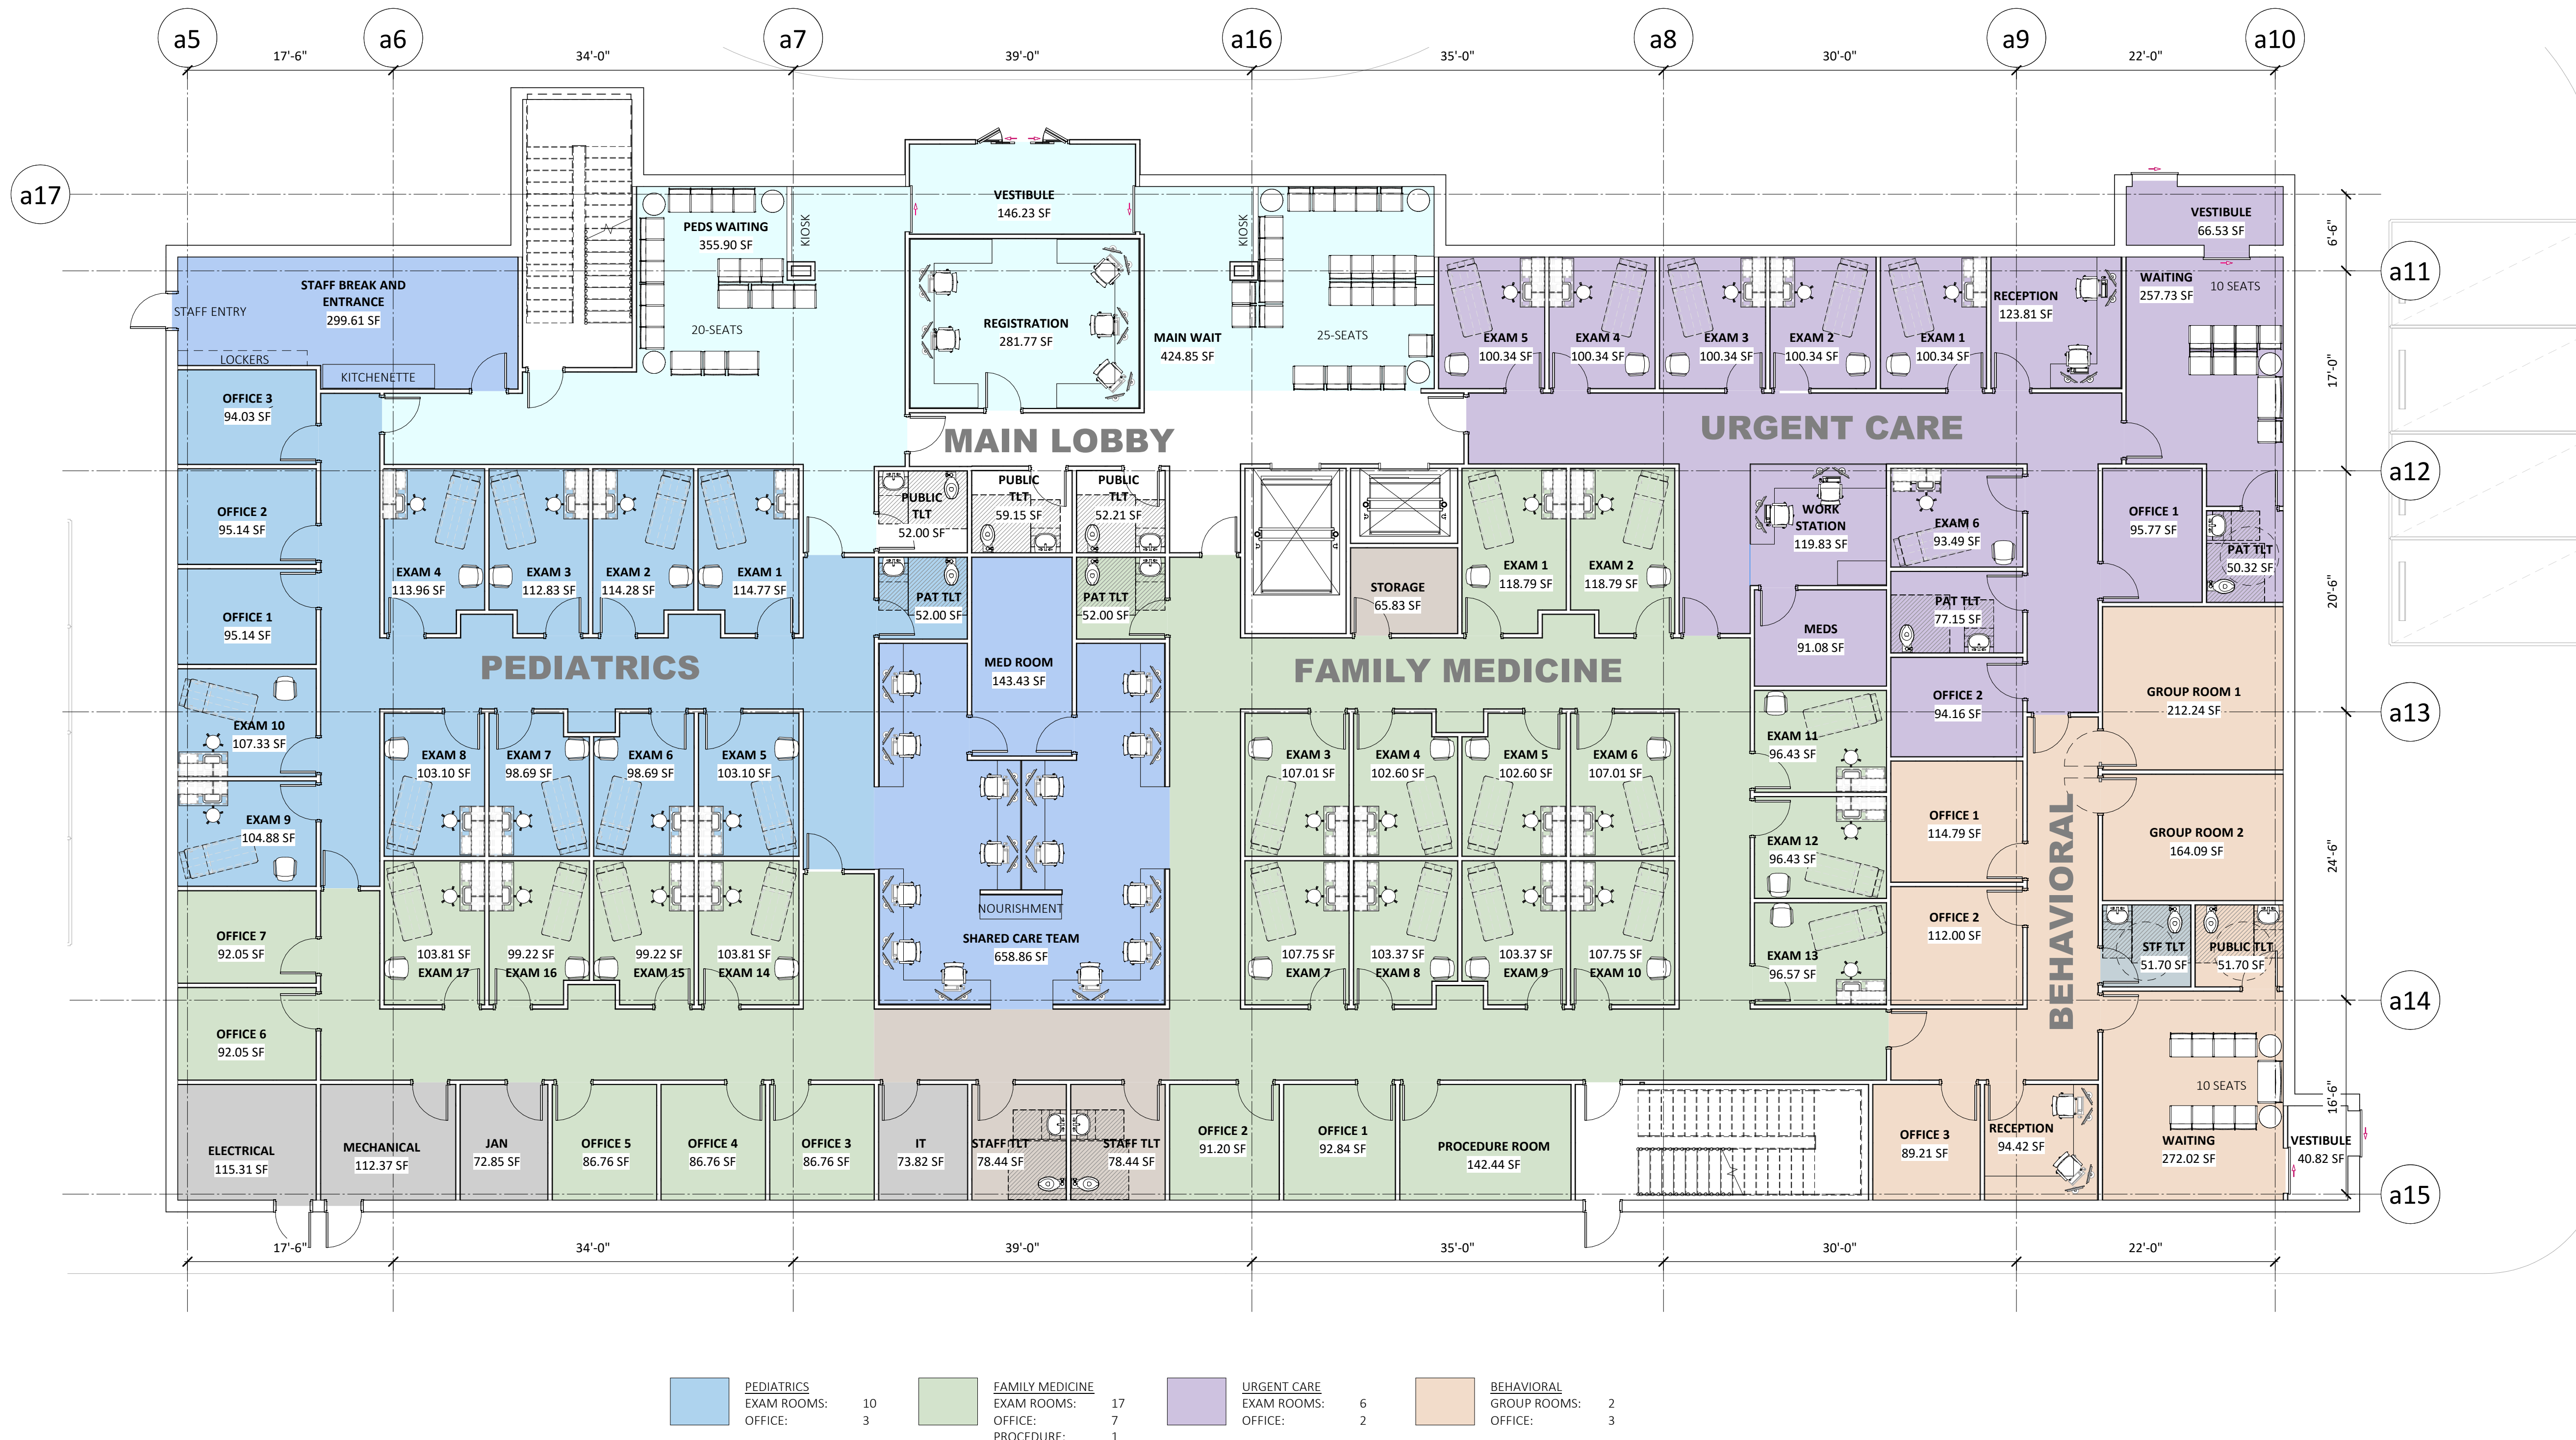 a5
a6
a7
a16
a8
a9
a10
17'-6"
34'-0"
39'-0"
35'-0"
30'-0"
22'-0"
a17
a11
a12
a13
a14
a15
6'-6"
17'-0"
20'-6"
24'-6"
16'-6"
STAFF BREAK AND
ENTRANCE
299.61 SF
STAFF ENTRY
LOCKERS
KITCHENETTE
PEDS WAITING
355.90 SF
20-SEATS
KIOSK
VESTIBULE
146.23 SF
REGISTRATION
281.77 SF
KIOSK
MAIN WAIT
424.85 SF
25-SEATS
MAIN LOBBY
EXAM 5
100.34 SF
EXAM 4
100.34 SF
EXAM 3
100.34 SF
EXAM 2
100.34 SF
EXAM 1
100.34 SF
RECEPTION
123.81 SF
VESTIBULE
66.53 SF
WAITING
257.73 SF
10 SEATS
URGENT CARE
OFFICE 3
94.03 SF
OFFICE 2
95.14 SF
OFFICE 1
95.14 SF
EXAM 10
107.33 SF
EXAM 9
104.88 SF
EXAM 4
113.96 SF
EXAM 3
112.83 SF
EXAM 2
114.28 SF
EXAM 1
114.77 SF
PEDIATRICS
EXAM 8
103.10 SF
EXAM 7
98.69 SF
EXAM 6
98.69 SF
EXAM 5
103.10 SF
PUBLIC
TLT
52.00 SF
PUBLIC
TLT
59.15 SF
PUBLIC
TLT
52.21 SF
PAT TLT
52.00 SF
PAT TLT
52.00 SF
MED ROOM
143.43 SF
NOURISHMENT
SHARED CARE TEAM
658.86 SF
STORAGE
65.83 SF
EXAM 1
118.79 SF
EXAM 2
118.79 SF
FAMILY MEDICINE
EXAM 3
107.01 SF
EXAM 4
102.60 SF
EXAM 5
102.60 SF
EXAM 6
107.01 SF
107.75 SF
EXAM 7
103.37 SF
EXAM 8
103.37 SF
EXAM 9
107.75 SF
EXAM 10
WORK
STATION
119.83 SF
MEDS
91.08 SF
EXAM 6
93.49 SF
PAT TLT
77.15 SF
OFFICE 2
94.16 SF
OFFICE 1
95.77 SF
PAT TLT
50.32 SF
EXAM 11
96.43 SF
EXAM 12
96.43 SF
EXAM 13
96.57 SF
GROUP ROOM 1
212.24 SF
GROUP ROOM 2
164.09 SF
OFFICE 1
114.79 SF
OFFICE 2
112.00 SF
BEHAVIORAL
STF TLT
51.70 SF
PUBLIC TLT
51.70 SF
10 SEATS
WAITING
272.02 SF
VESTIBULE
40.82 SF
OFFICE 7
92.05 SF
OFFICE 6
92.05 SF
103.81 SF
EXAM 17
99.22 SF
EXAM 16
99.22 SF
EXAM 15
103.81 SF
EXAM 14
ELECTRICAL
115.31 SF
MECHANICAL
112.37 SF
JAN
72.85 SF
OFFICE 5
86.76 SF
OFFICE 4
86.76 SF
OFFICE 3
86.76 SF
IT
73.82 SF
STAFF TLT
78.44 SF
STAFF TLT
78.44 SF
OFFICE 2
91.20 SF
OFFICE 1
92.84 SF
PROCEDURE ROOM
142.44 SF
OFFICE 3
89.21 SF
RECEPTION
94.42 SF
17'-6"
34'-0"
39'-0"
35'-0"
30'-0"
22'-0"
PEDIATRICS
EXAM ROOMS: 10
OFFICE: 3
FAMILY MEDICINE
EXAM ROOMS: 17
OFFICE: 7
PROCEDURE: 1
URGENT CARE
EXAM ROOMS: 6
OFFICE: 2
BEHAVIORAL
GROUP ROOMS: 2
OFFICE: 3